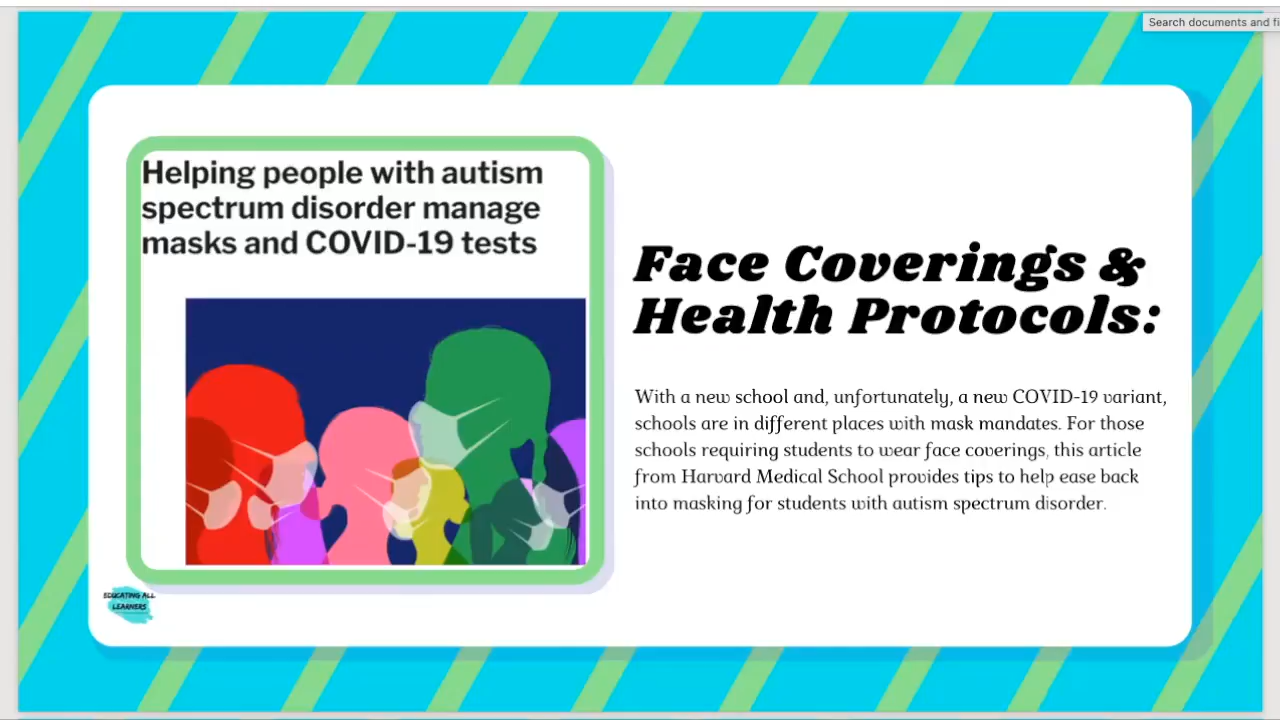 Search documents and fi
Helping people with autism
spectrum disorder manage
masks and COVID-19 tests
Face Coverings &
Health Protocols:
With a new school and, unfortunately, a new COVID-19 variant,
schools are in different places with mask mandates. For those
schools requiring students to wear face coverings, this article
from Harvard Medical School provides tips to help ease back
into masking for students with autism spectrum disorder.
EDUCATING ALL
LEARNERS